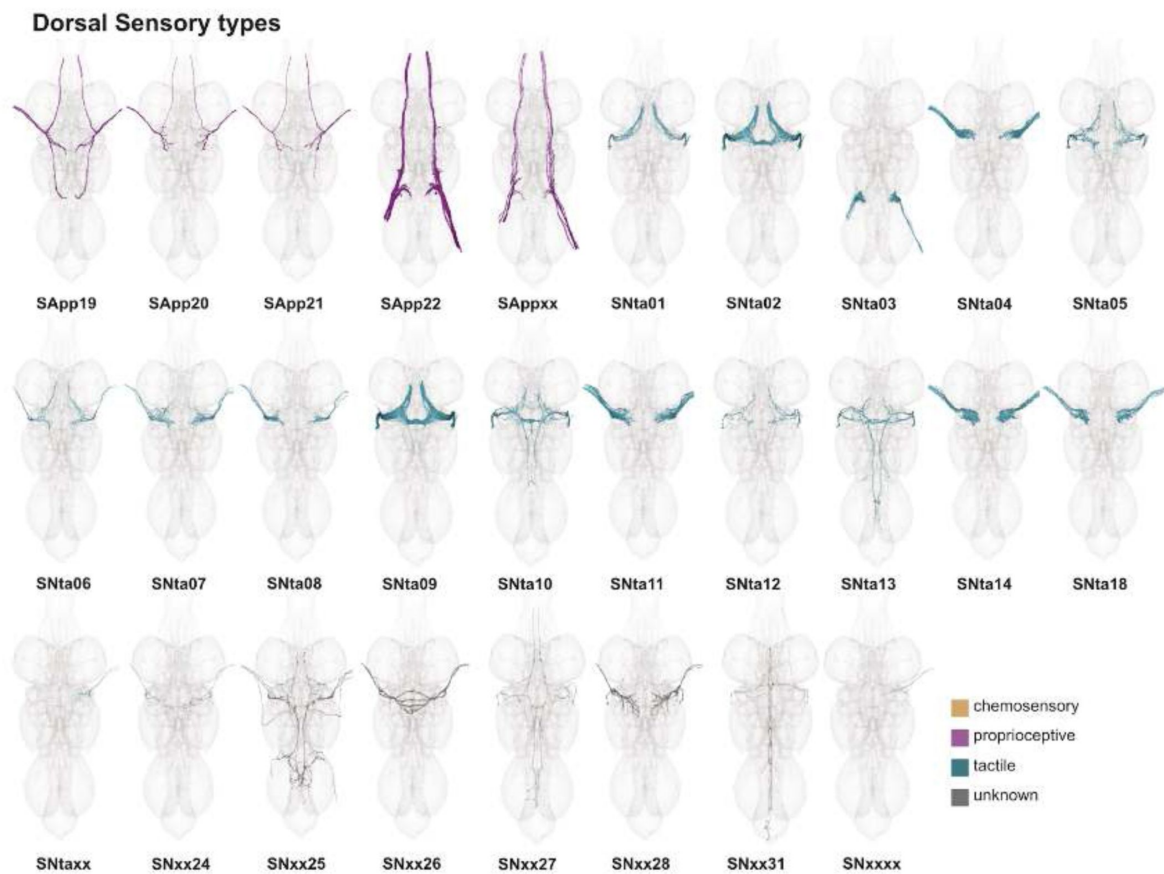 Dorsal Sensory types
SApp19 SApp20 SApp21 SApp22 SAppxx SNta01 SNta02 SNta03 SNta04 SNta05
SNta06 SNta07 SNta08 SNta09 SNta10 SNta11 SNta12 SNta13 SNta14 SNta18
chemosensory
proprioceptive
tactile
unknown
SNtaxx SNxx24 SNxx25 SNxx26 SNxx27 SNxx28 SNxx31 SNxxxx